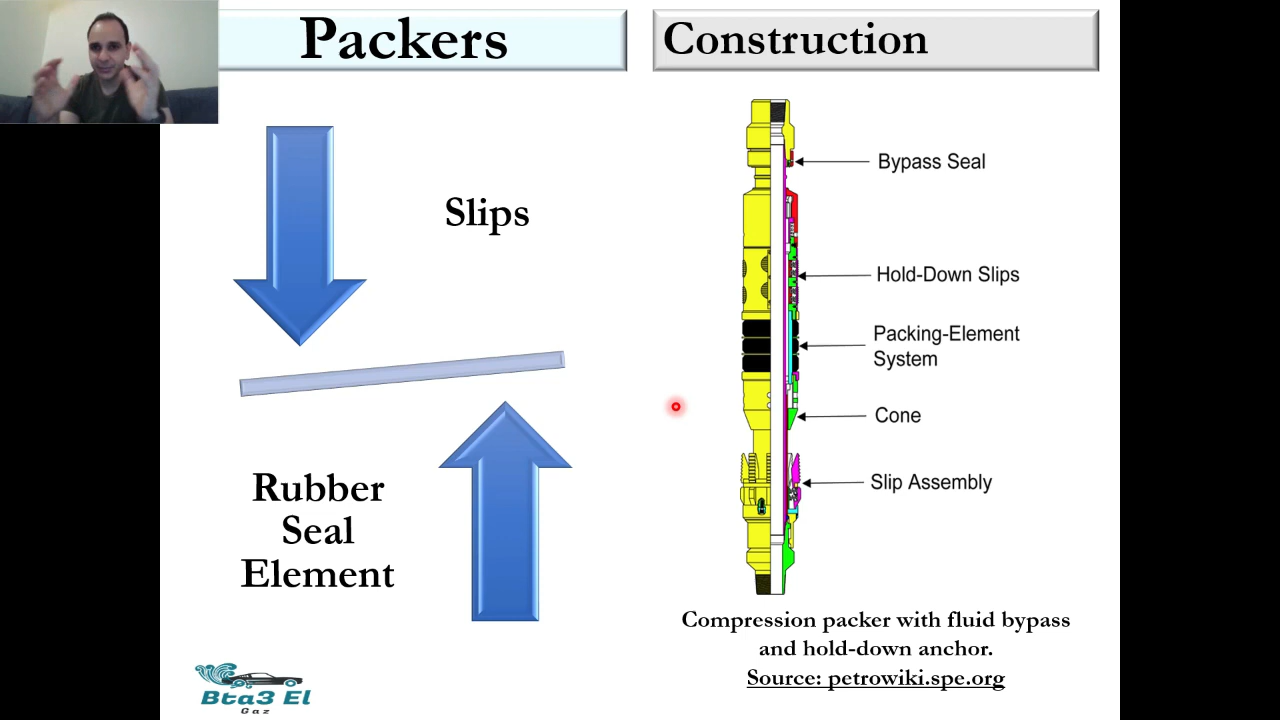 Packers
Construction
Slips
Rubber
Seal
Element
Bypass Seal
Hold-Down Slips
Packing-Element
System
Cone
Slip Assembly
Compression packer with fluid bypass
and hold-down anchor.
Source: petrowiki.spe.org
Bta3 El
Gaz